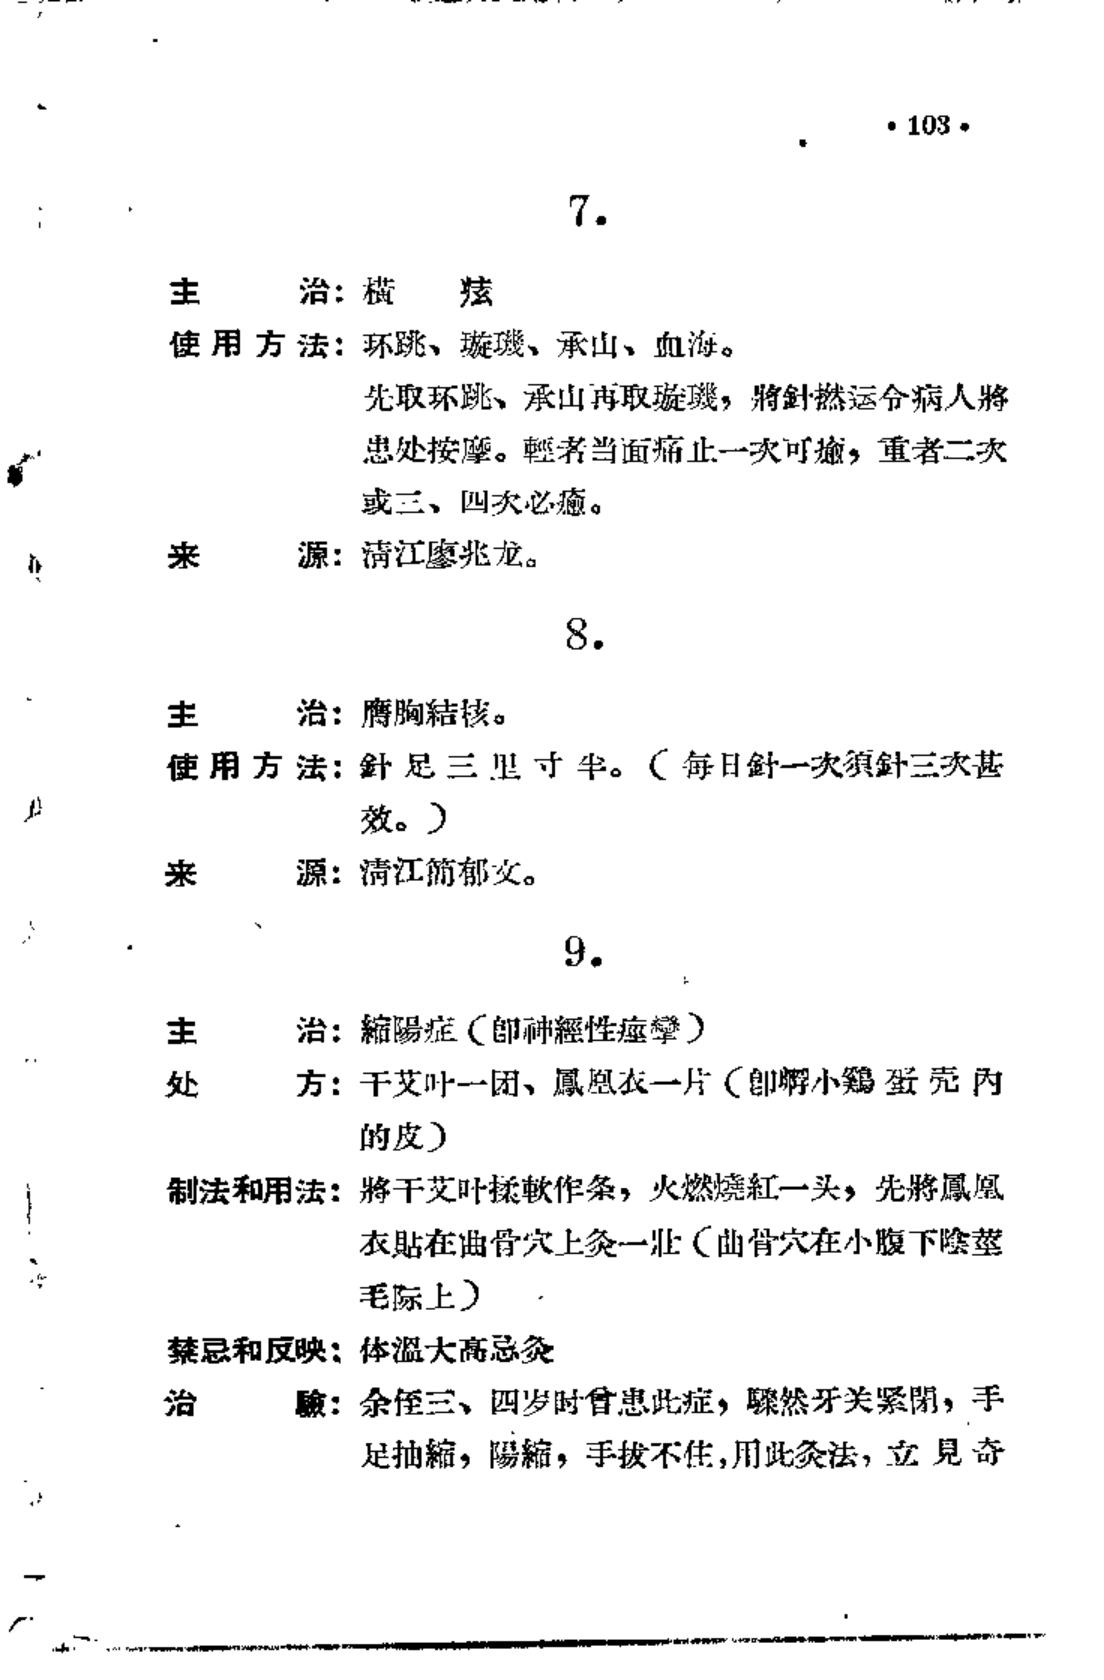 • 103 •
7.
主　　治：橫　痃
使用方法：环跳、璇璣、承山、血海。
先取环跳、承山再取璇璣，將針撚运令病人將
患处按摩。輕者当面痛止一次可癒，重者二次
或三、四次必癒。
来　　源：清江廖兆龙。
8.
主　　治：膺胸結核。
使用方法：針足三里寸半。（每日針一次須針三次甚
效。）
来　　源：清江简郁文。
9.
主　　治：縮陽症（卽神經性痙攣）
处　　方：干艾叶一团、鳳凰衣一片（卽孵小鷄蛋壳內
的皮）
制法和用法：將干艾叶揉軟作条，火燃燒紅一头，先將鳳凰
衣貼在曲骨穴上灸一壯（曲骨穴在小腹下陰莖
毛际上）
禁忌和反映：体溫大高忌灸
治　　驗：余侄三、四岁时曾患此症，驟然牙关緊閉，手
足抽縮，陽縮，手拔不住，用此灸法，立見奇